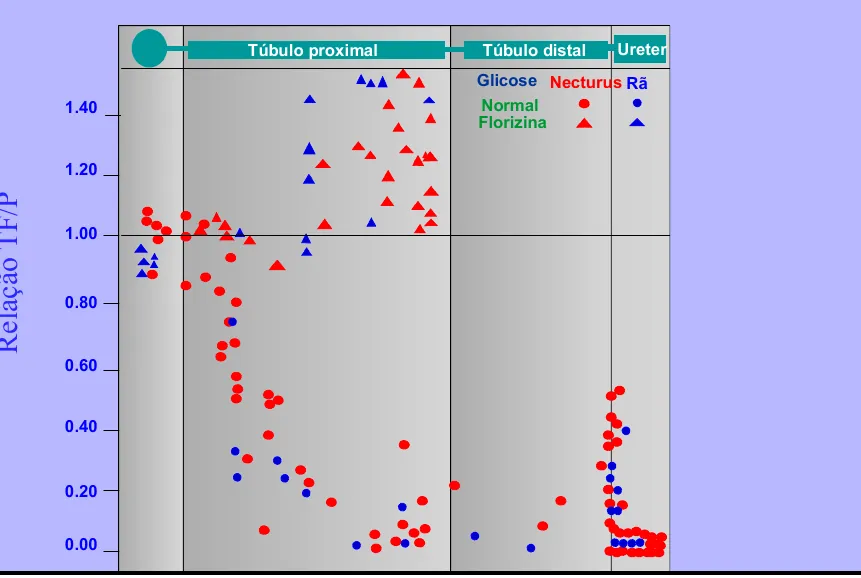 Túbulo proximal
Túbulo distal
Ureter
Glicose Necturus Rã
Normal
Florizina
1.40
1.20
1.00
0.80
0.60
0.40
0.20
0.00
Relação TF/P